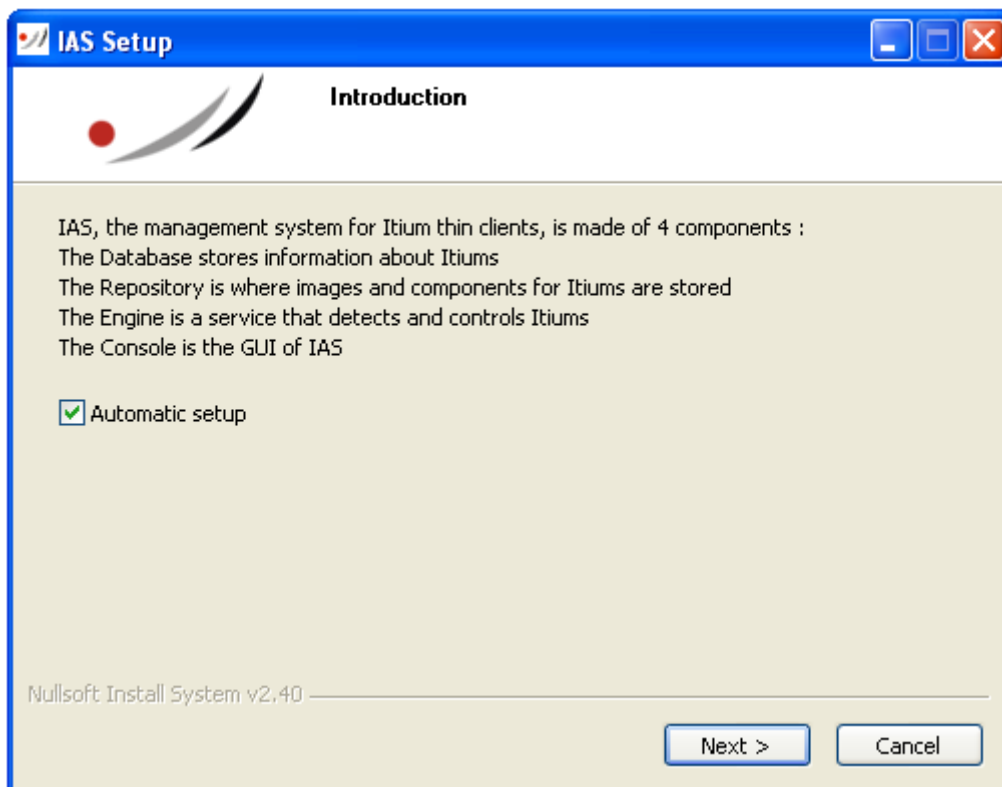 IAS Setup
Introduction
IAS, the management system for Itium thin clients, is made of 4 components :
The Database stores information about Itiums
The Repository is where images and components for Itiums are stored
The Engine is a service that detects and controls Itiums
The Console is the GUI of IAS
Automatic setup
Nullsoft Install System v2.40
Next >
Cancel